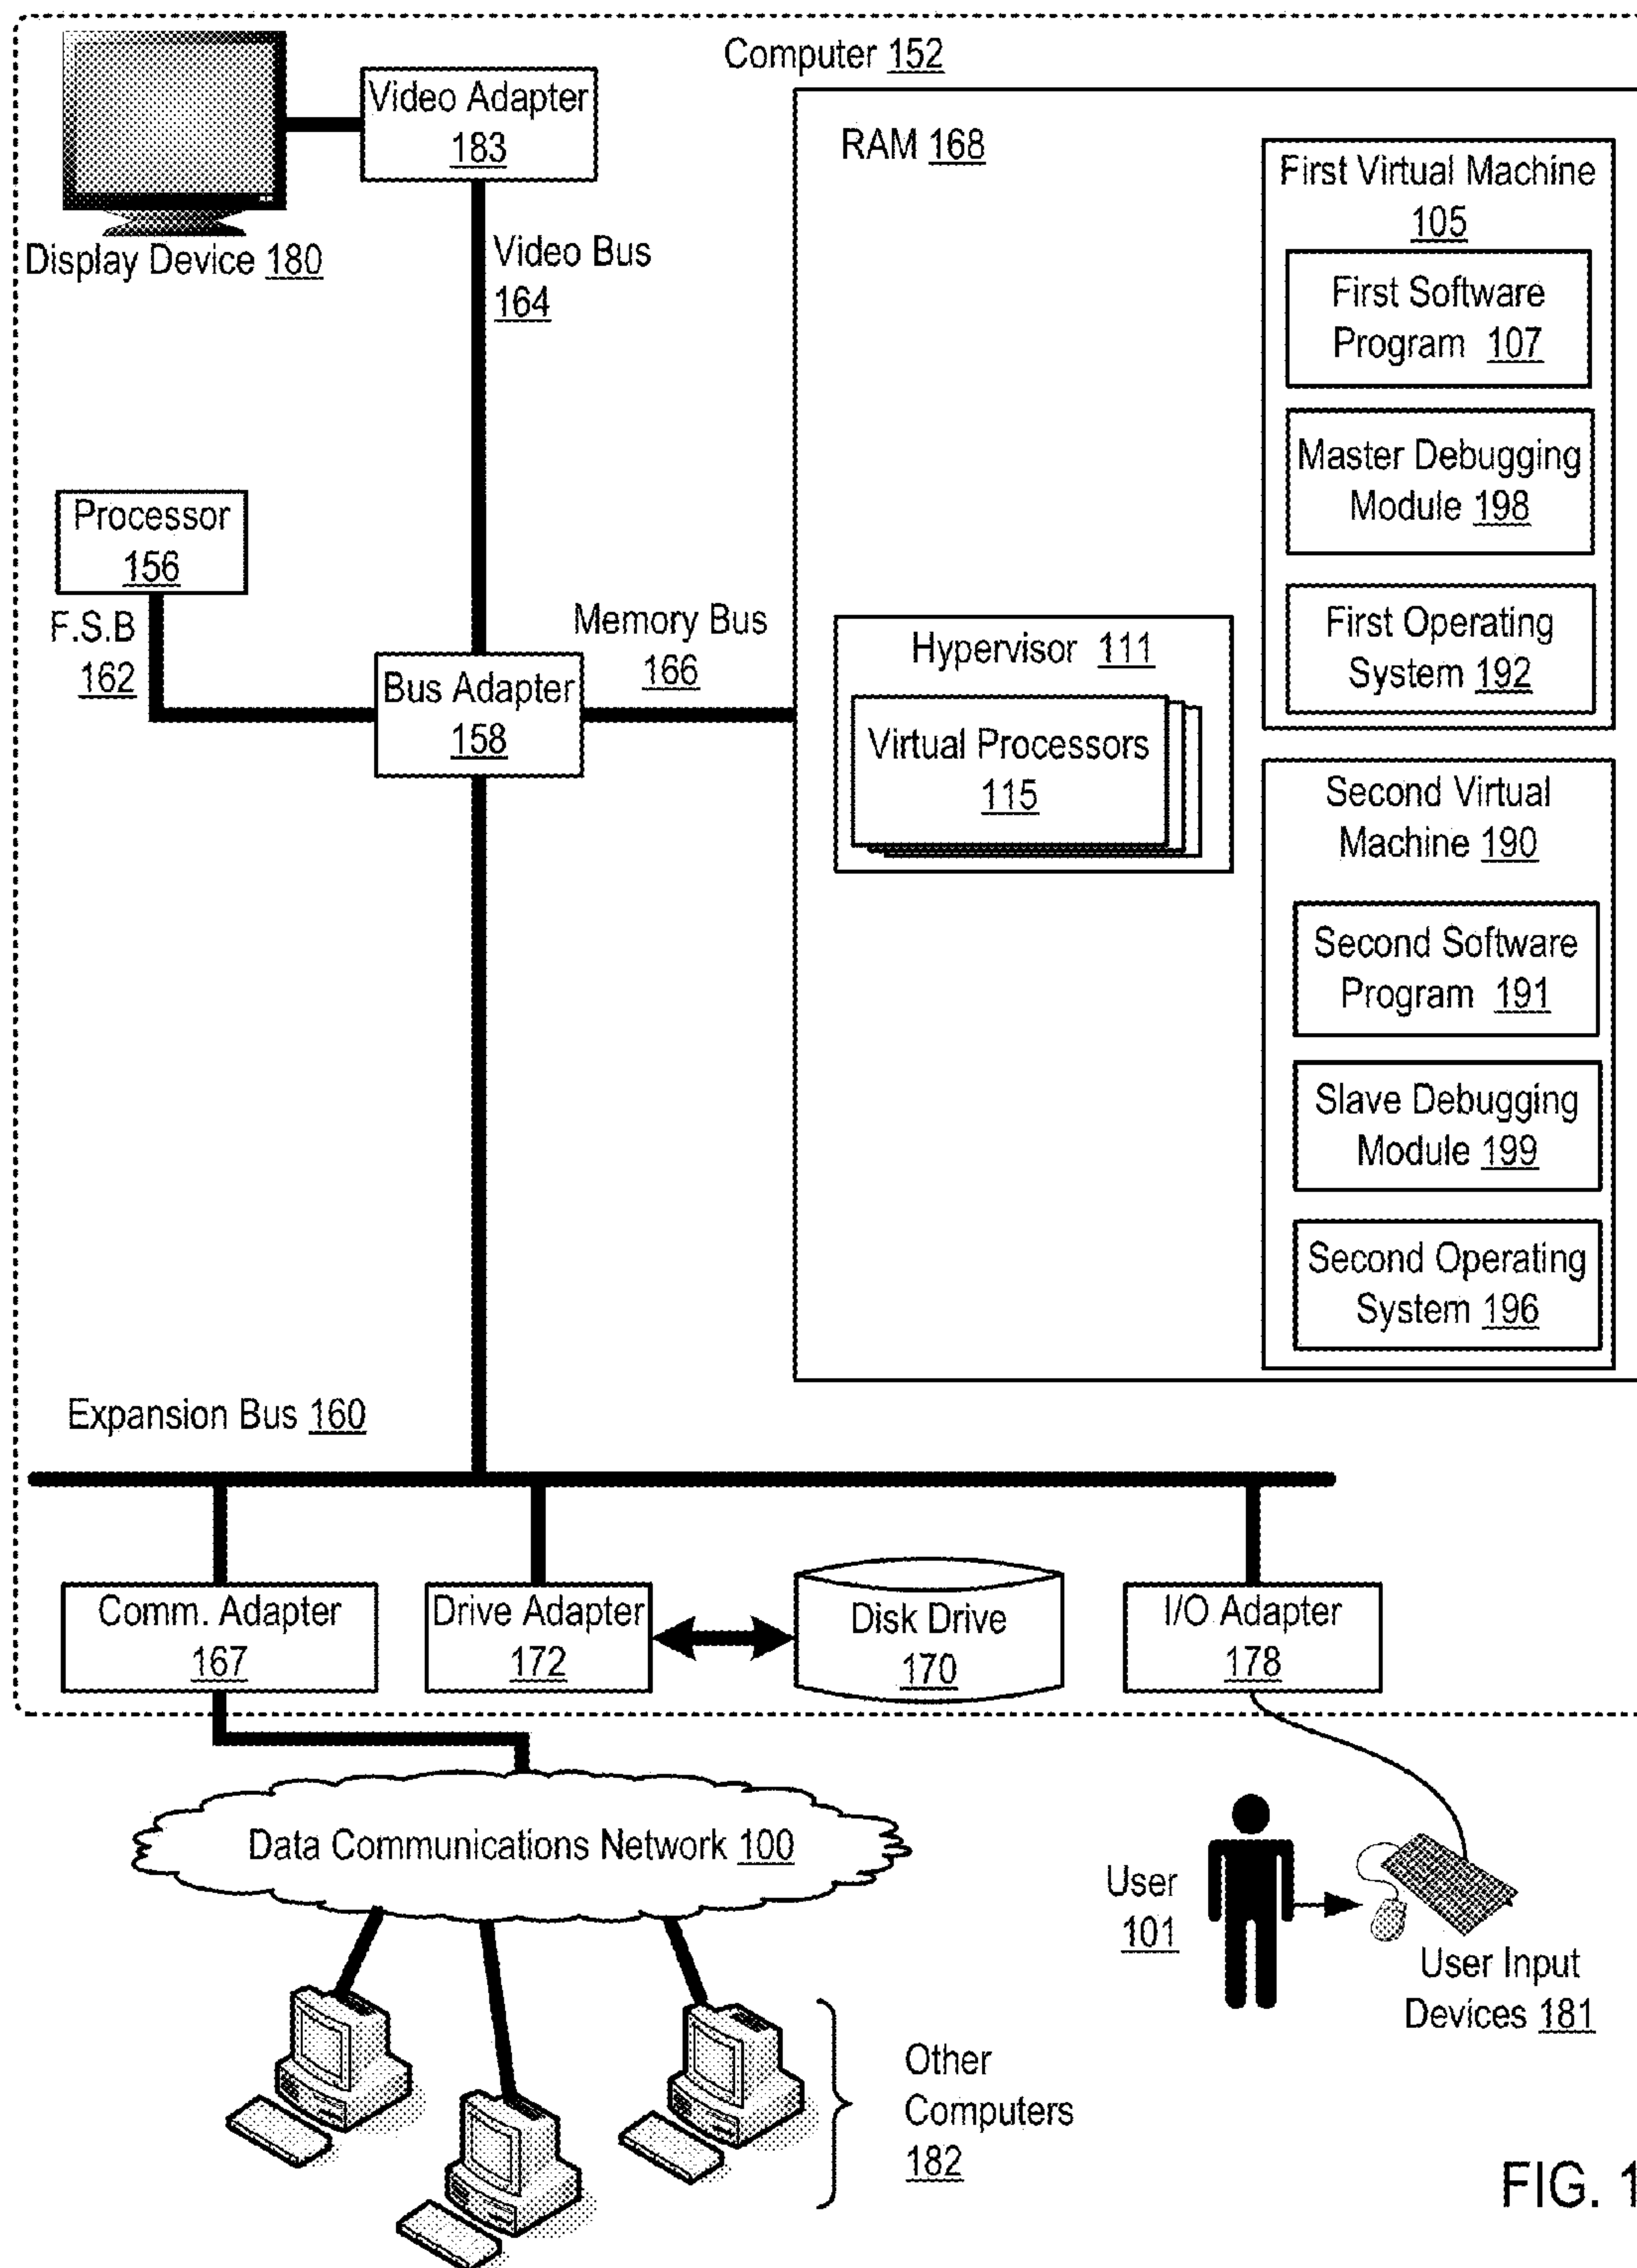 Computer 152
Video Adapter
183
Display Device 180
Video Bus
164
RAM 168
First Virtual Machine
105
First Software
Program 107
Master Debugging
Module 198
First Operating
System 192
Processor
156
F.S.B
162
Bus Adapter
158
Memory Bus
166
Hypervisor 111
Virtual Processors
115
Second Virtual
Machine 190
Second Software
Program 191
Slave Debugging
Module 199
Second Operating
System 196
Expansion Bus 160
Comm. Adapter
167
Drive Adapter
172
Disk Drive
170
I/O Adapter
178
Data Communications Network 100
User
101
User Input
Devices 181
Other
Computers
182
FIG. 1